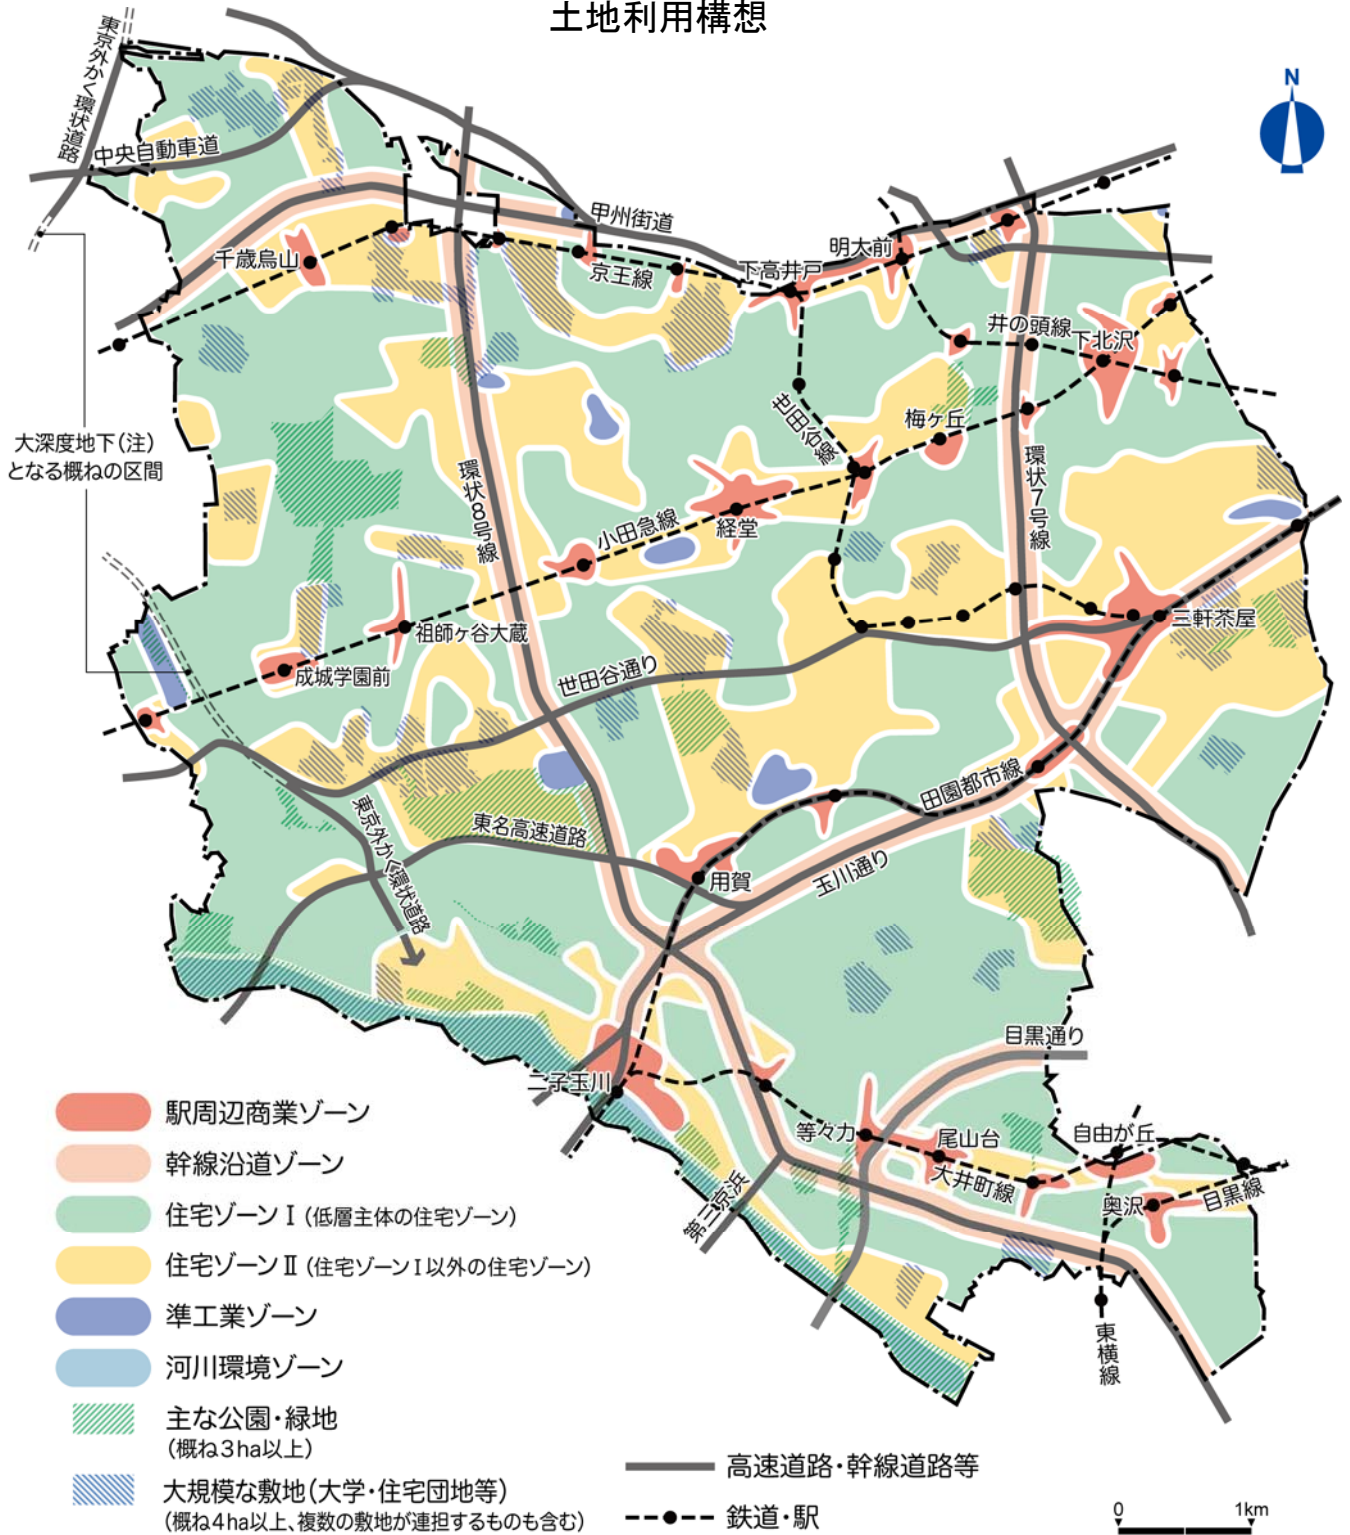 土地利用構想
東京外かく環状道路
中央自動車道
N
甲州街道
千歳烏山
京王線
下高井戸
明大前
井の頭線
下北沢
世田谷線
梅ヶ丘
大深度地下(注)
となる概ねの区間
環状8号線
環状7号線
小田急線
経堂
三軒茶屋
祖師ヶ谷大蔵
成城学園前
世田谷通り
田園都市線
東京外かく環状道路
東名高速道路
用賀
玉川通り
目黒通り
二子玉川
等々力
尾山台
自由が丘
大井町線
奥沢
目黒線
第三京浜
東横線
駅周辺商業ゾーン
幹線沿道ゾーン
住宅ゾーンⅠ(低層主体の住宅ゾーン)
住宅ゾーンⅡ(住宅ゾーンⅠ以外の住宅ゾーン)
準工業ゾーン
河川環境ゾーン
主な公園・緑地
(概ね3ha以上)
大規模な敷地(大学・住宅団地等)
(概ね4ha以上、複数の敷地が連担するものも含む)
高速道路・幹線道路等
鉄道・駅
0 1km